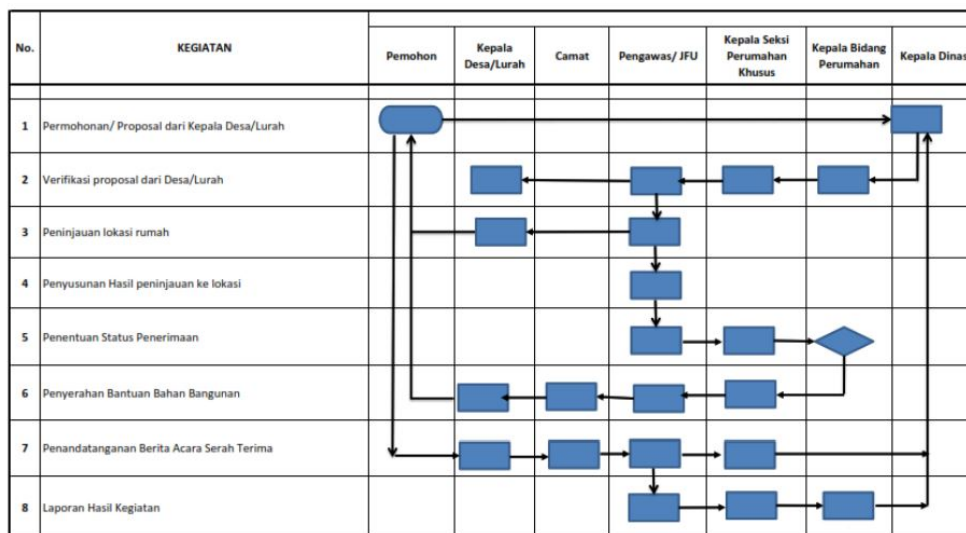 No.
KEGIATAN
Pemohon
Kepala
Desa/Lurah
Camat
Pengawas/ JFU
Kepala Seksi
Perumahan
Khusus
Kepala Bidang
Perumahan
Kepala Dinas
1 Permohonan/ Proposal dari Kepala Desa/Lurah
2 Verifikasi proposal dari Desa/Lurah
3 Peninjauan lokasi rumah
4 Penyusunan Hasil peninjauan ke lokasi
5 Penentuan Status Penerimaan
6 Penyerahan Bantuan Bahan Bangunan
7 Penandatanganan Berita Acara Serah Terima
8 Laporan Hasil Kegiatan